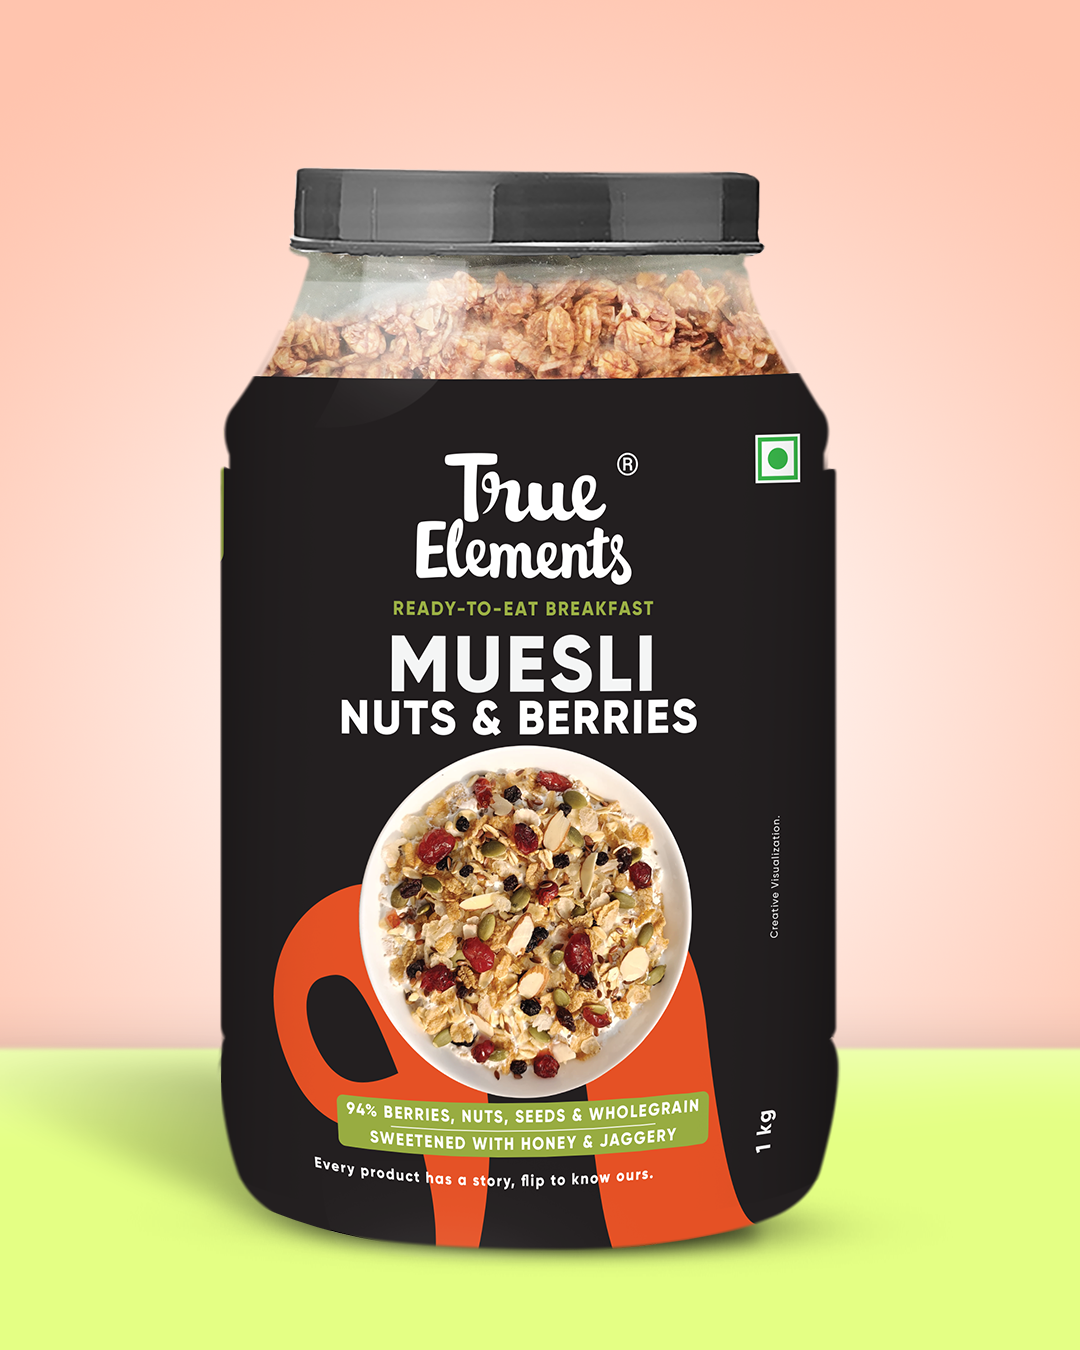 True ®
Elements
READY-TO-EAT BREAKFAST
MUESLI
NUTS & BERRIES
Creative Visualization.
94% BERRIES, NUTS, SEEDS & WHOLEGRAIN
SWEETENED WITH HONEY & JAGGERY
Every product has a story, flip to know ours.
1 kg